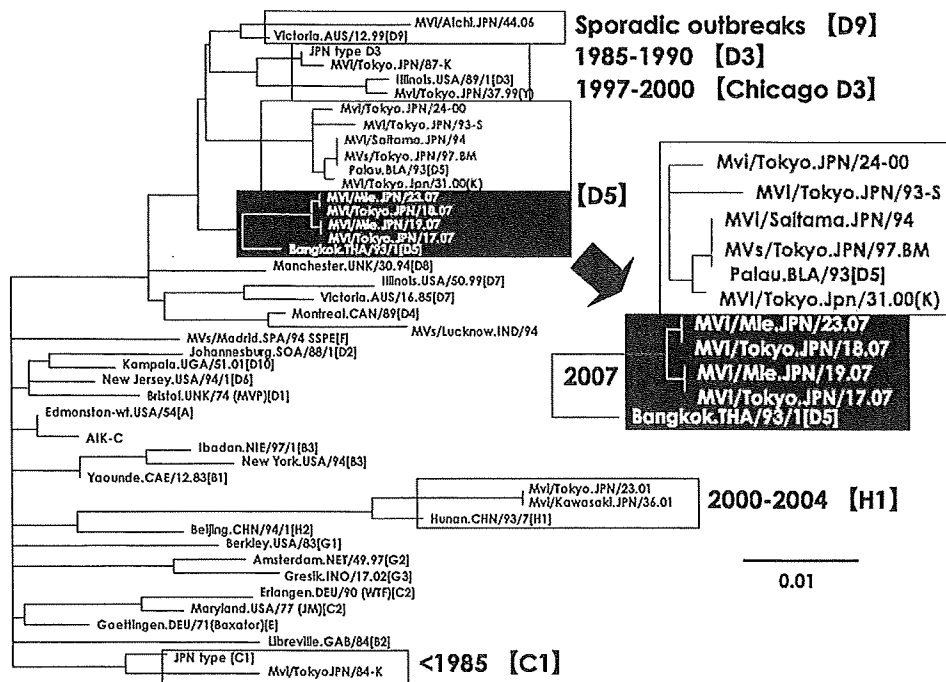 MVi/Aichi.JPN/44.06
Victoria.AUS/12.99[D9]
Sporadic outbreaks 【D9】
JPN type D3
MVi/Tokyo.JPN/87-K
1985-1990 【D3】
Illinois.USA/89/1[D3]
Mvi/Tokyo.JPN/37.99(Y)
1997-2000 【Chicago D3】
Mvi/Tokyo.JPN/24-00
MVi/Tokyo.JPN/93-S
MVi/Saitama.JPN/94
MVs/Tokyo.JPN/97.BM
Palau.BLA/93[D5]
MVi/Tokyo.Jpn/31.00(K)
MVi/Mie.JPN/23.07
MVi/Tokyo.JPN/18.07
MVi/Mie.JPN/19.07
MVi/Tokyo.JPN/17.07
Bangkok.THA/93/1[D5]
【D5】
Mvi/Tokyo.JPN/24-00
MVi/Tokyo.JPN/93-S
MVi/Saitama.JPN/94
MVs/Tokyo.JPN/97.BM
Palau.BLA/93[D5]
MVi/Tokyo.Jpn/31.00(K)
2007
MVi/Mie.JPN/23.07
MVi/Tokyo.JPN/18.07
MVi/Mie.JPN/19.07
MVi/Tokyo.JPN/17.07
Bangkok.THA/93/1[D5]
Manchester.UNK/30.94[D8]
Illinois.USA/50.99[D7]
Victoria.AUS/16.85[D7]
Montreal.CAN/89[D4]
MVs/Lucknow.IND/94
MVs/Madrid.SPA/94 SSPE[F]
Johannesburg.SOA/88/1[D2]
Kampala.UGA/51.01[D10]
New Jersey.USA/94/1[D6]
Bristol.UNK/74 (MVP)[D1]
Edmonston-wt.USA/54[A]
AIK-C
Ibadan.NIE/97/1[B3]
New York.USA/94[B3]
Yaounde.CAE/12.83[B1]
Mvi/Tokyo.JPN/23.01
Mvi/Kawasaki.JPN/36.01
Hunan.CHN/93/7[H1]
2000-2004 【H1】
Beijing.CHN/94/1[H2]
Berkley.USA/83[G1]
Amsterdam.NET/49.97[G2]
Gresik.INO/17.02[G3]
0.01
Erlangen.DEU/90 (WTF)[C2]
Maryland.USA/77 (JM)[C2]
Goettingen.DEU/71(Baxator)[E]
Libreville.GAB/84[B2]
JPN type [C1]
Mvi/TokyoJPN/84-K
<1985 【C1】